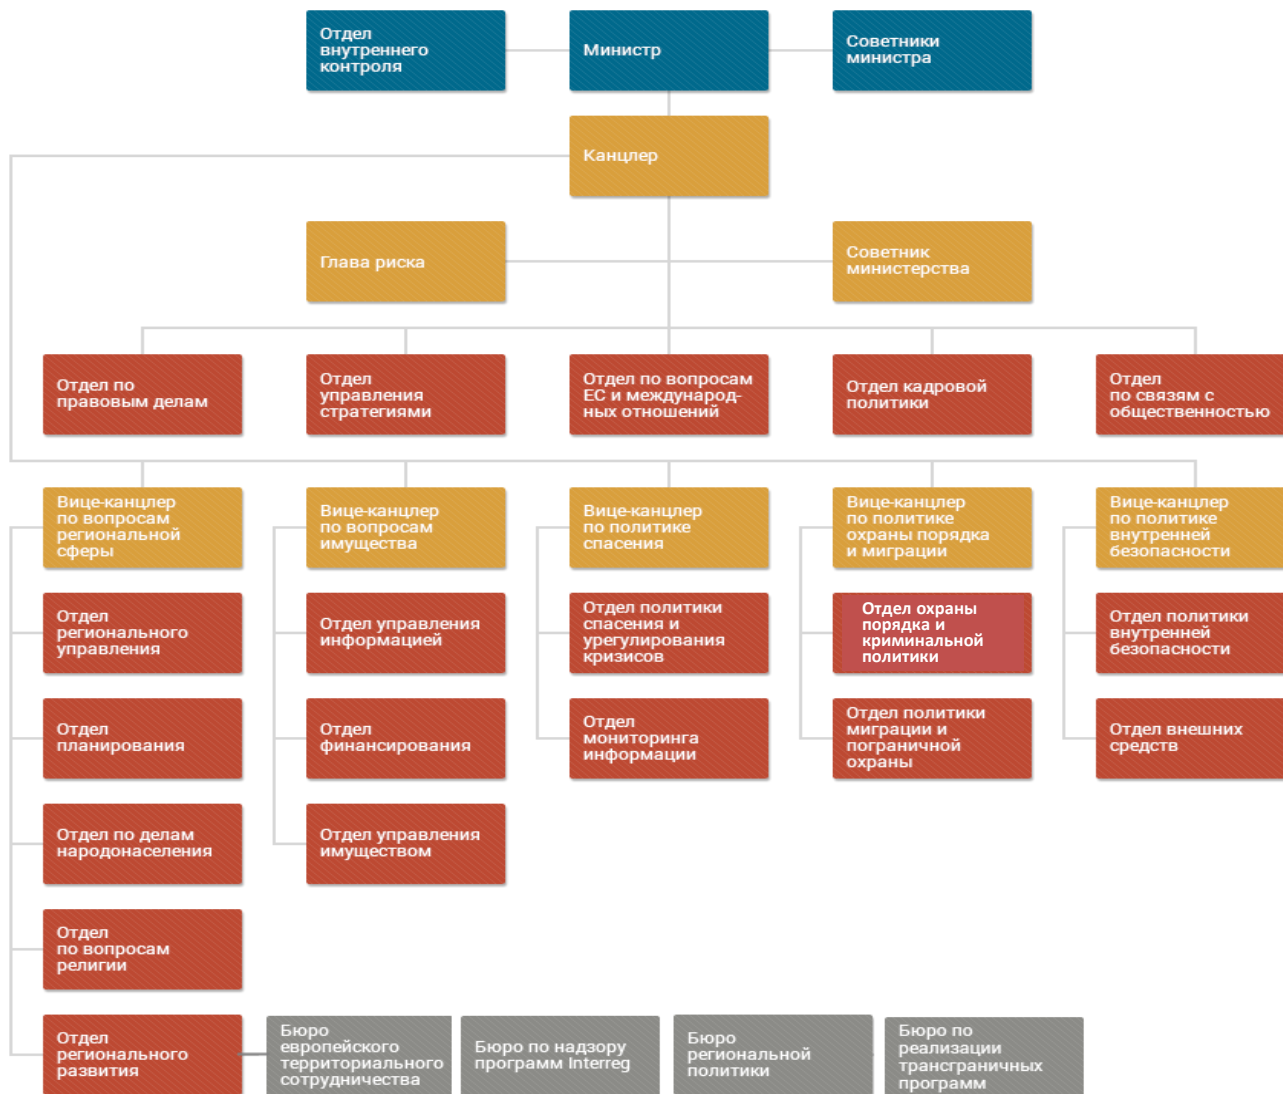 Отдел
внутреннего
контроля
Министр
Советники
министра
Канцлер
Глава риска
Советник
министерства
Отдел по
правовым делам
Отдел
управления
стратегиями
Отдел по вопросам
ЕС и международ-
ных отношений
Отдел кадровой
политики
Отдел
по связям с
общественностью
Вице-канцлер
по вопросам
региональной
сферы
Вице-канцлер
по вопросам
имущества
Вице-канцлер
по политике
спасения
Вице-канцлер
по политике
охраны порядка
и миграции
Вице-канцлер
по политике
внутренней
безопасности
Отдел
регионального
управления
Отдел управления
информацией
Отдел политики
спасения и
урегулирования
кризисов
Отдел охраны
порядка и
криминальной
политики
Отдел политики
внутренней
безопасности
Отдел
планирования
Отдел
финансирования
Отдел
мониторинга
информации
Отдел политики
миграции и
пограничной
охраны
Отдел внешних
средств
Отдел по делам
народонаселения
Отдел управления
имуществом
Отдел
по вопросам
религии
Отдел
регионального
развития
Бюро
европейского
территориального
сотрудничества
Бюро по надзору
программ Interreg
Бюро
региональной
политики
Бюро по
реализации
трансграничных
программ